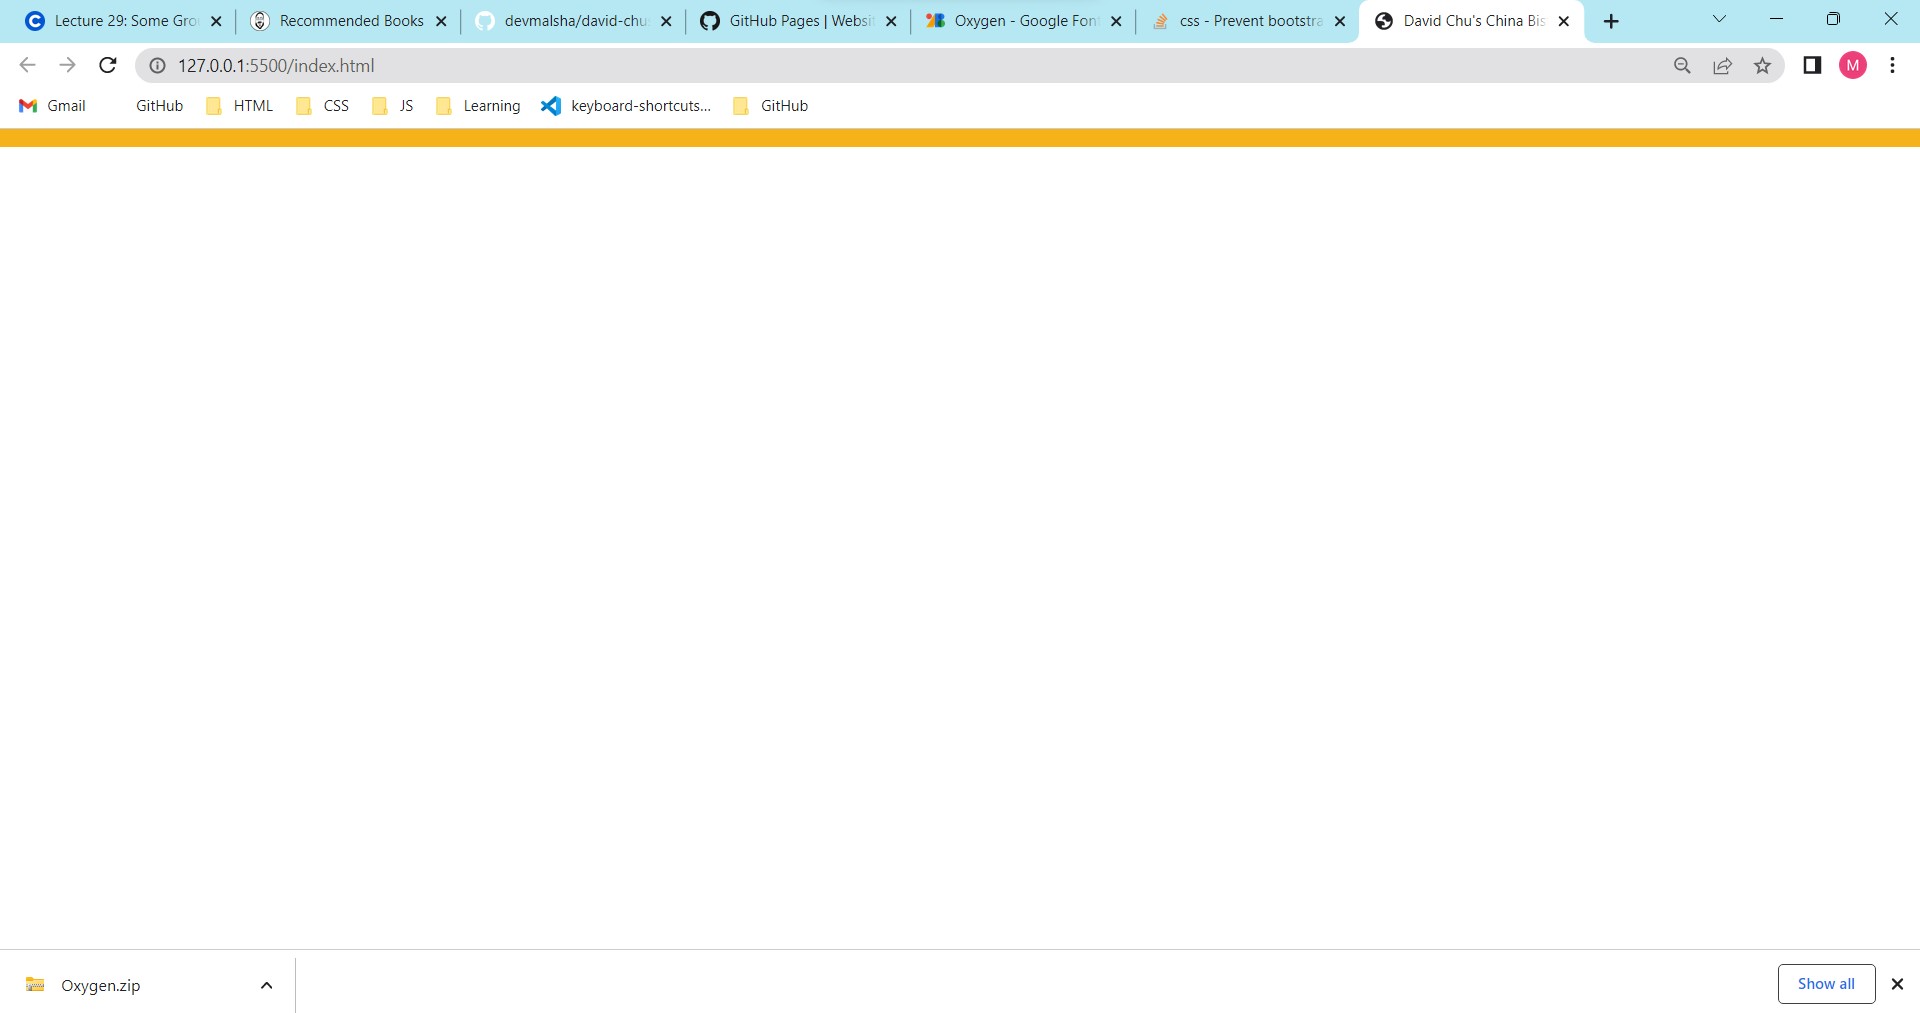 Lecture 29: Some Gro
Recommended Books
devmalsha/david-chu
GitHub Pages | Websit
Oxygen - Google Font
css - Prevent bootstra
David Chu's China Bis
127.0.0.1:5500/index.html
M
Gmail
GitHub
HTML
CSS
JS
Learning
keyboard-shortcuts...
GitHub
Oxygen.zip
Show all